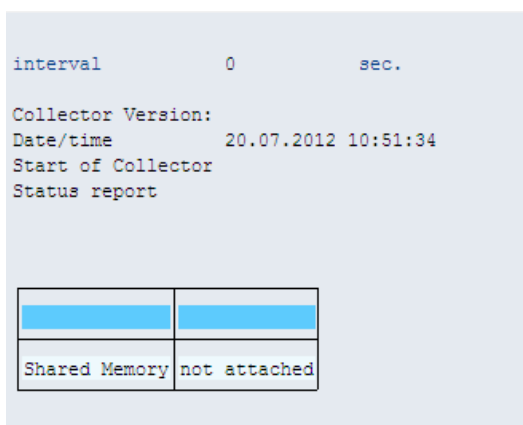 interval 0 sec.
Collector Version:
Date/time 20.07.2012 10:51:34
Start of Collector
Status report
Shared Memory not attached